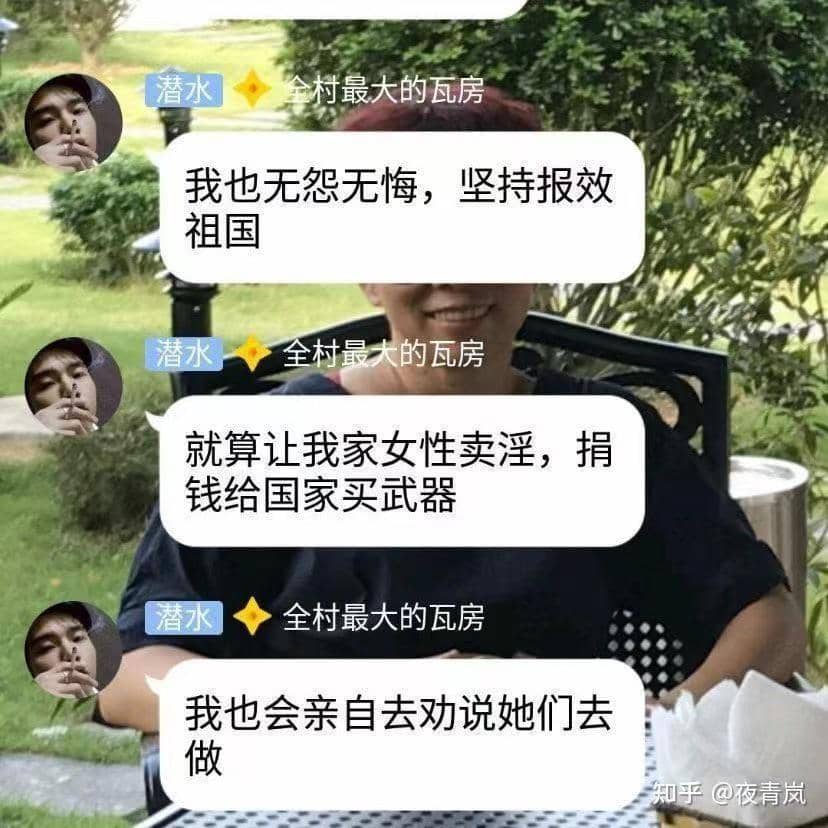 潜水 全村最大的瓦房
我也无怨无悔，坚持报效
祖国
潜水 全村最大的瓦房
就算让我家女性卖淫，捐
钱给国家买武器
潜水 全村最大的瓦房
我也会亲自去劝说她们去
做
知乎 @夜青岚